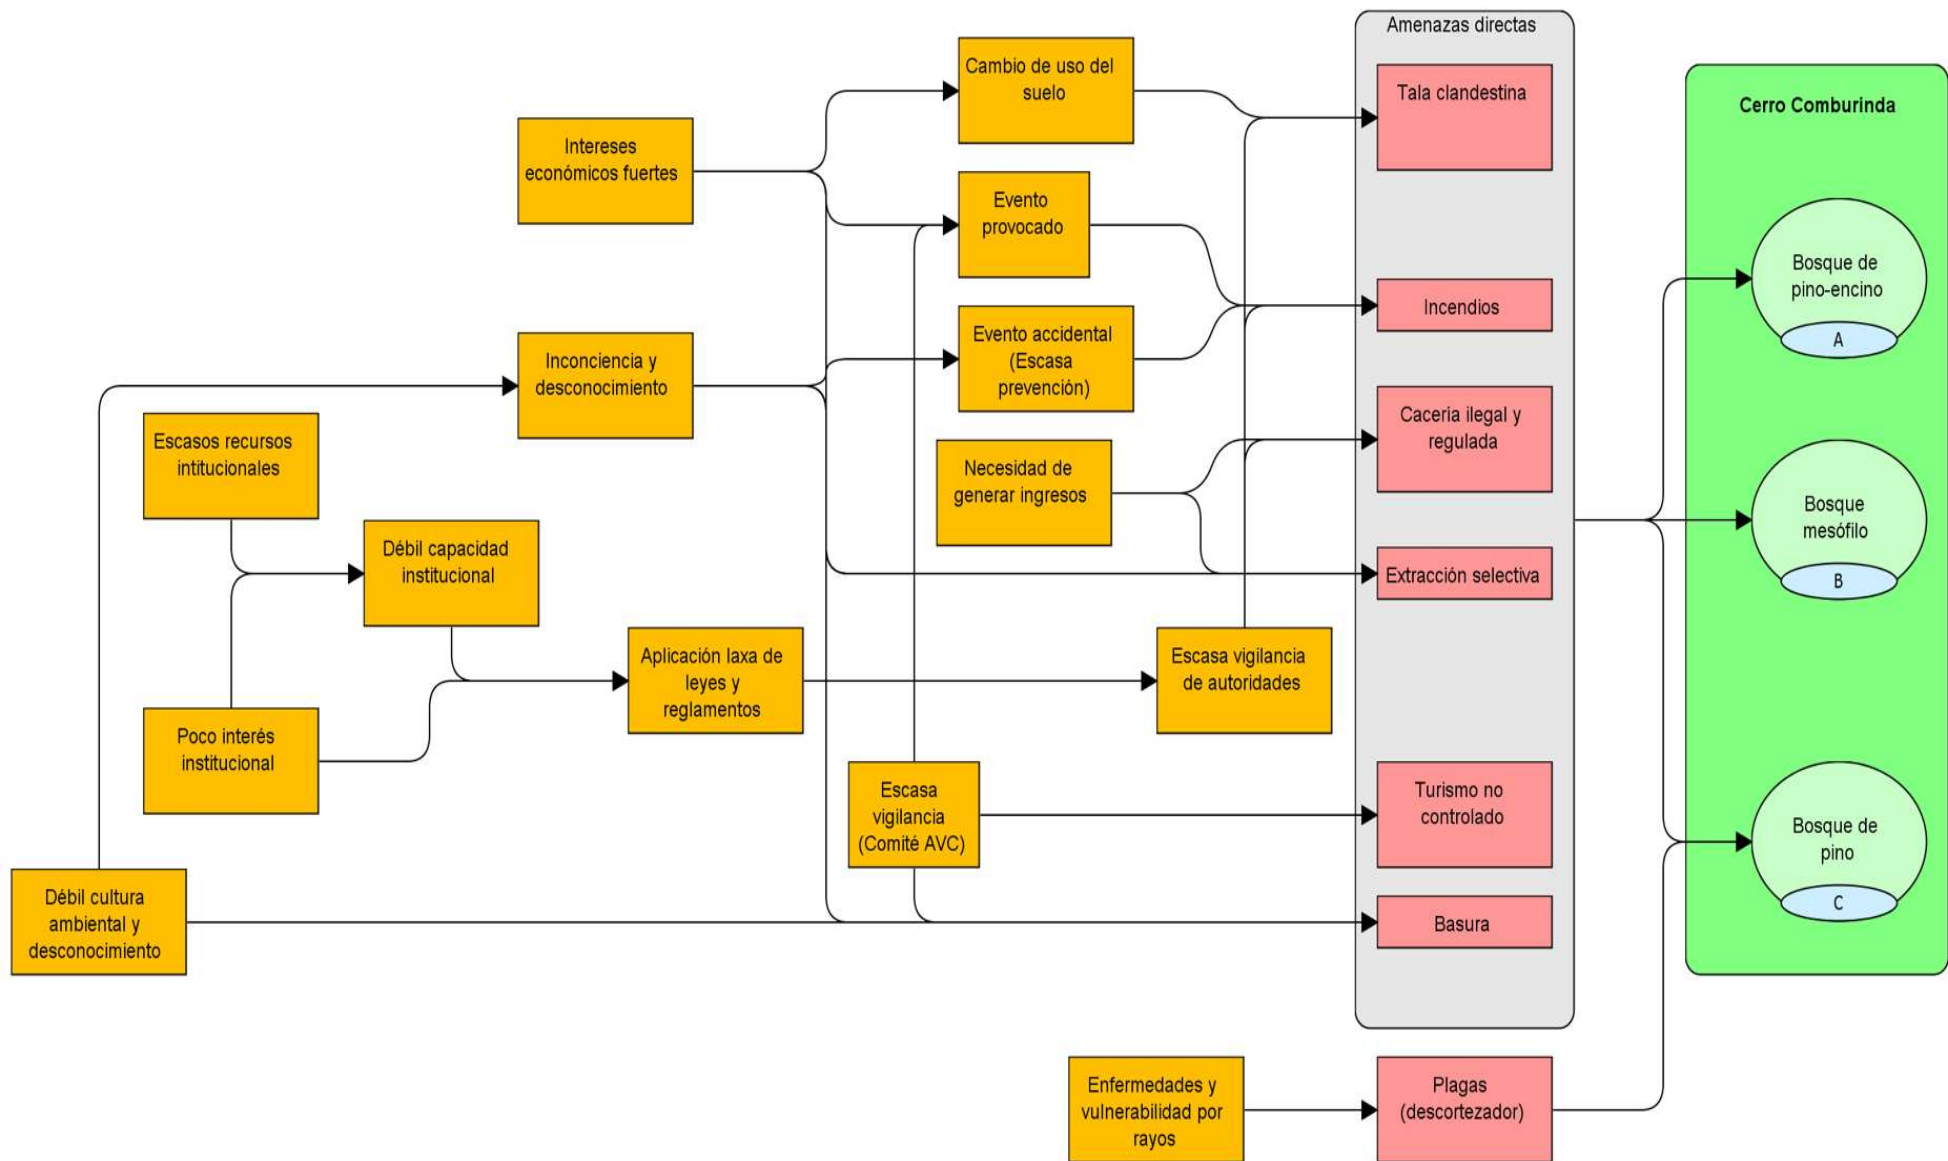 Amenazas directas
Cambio de uso del
suelo
Tala clandestina
Cerro Comburinda
Intereses
económicos fuertes
Evento
provocado
Bosque de
pino-encino
A
Incendios
Evento accidental
(Escasa
prevención)
Inconciencia y
desconocimiento
Caceria ilegal y
regulada
Escasos recursos
intitucionales
Necesidad de
generar ingresos
Bosque
mesófilo
B
Débil capacidad
institucional
Extracción selectiva
Aplicación laxa de
leyes y
reglamentos
Escasa vigilancia
de autoridades
Poco interés
institucional
Escasa
vigilancia
(Comité AVC)
Turismo no
controlado
Bosque de
pino
C
Débil cultura
ambiental y
desconocimiento
Basura
Enfermedades y
vulnerabilidad por
rayos
Plagas
(descortezador)